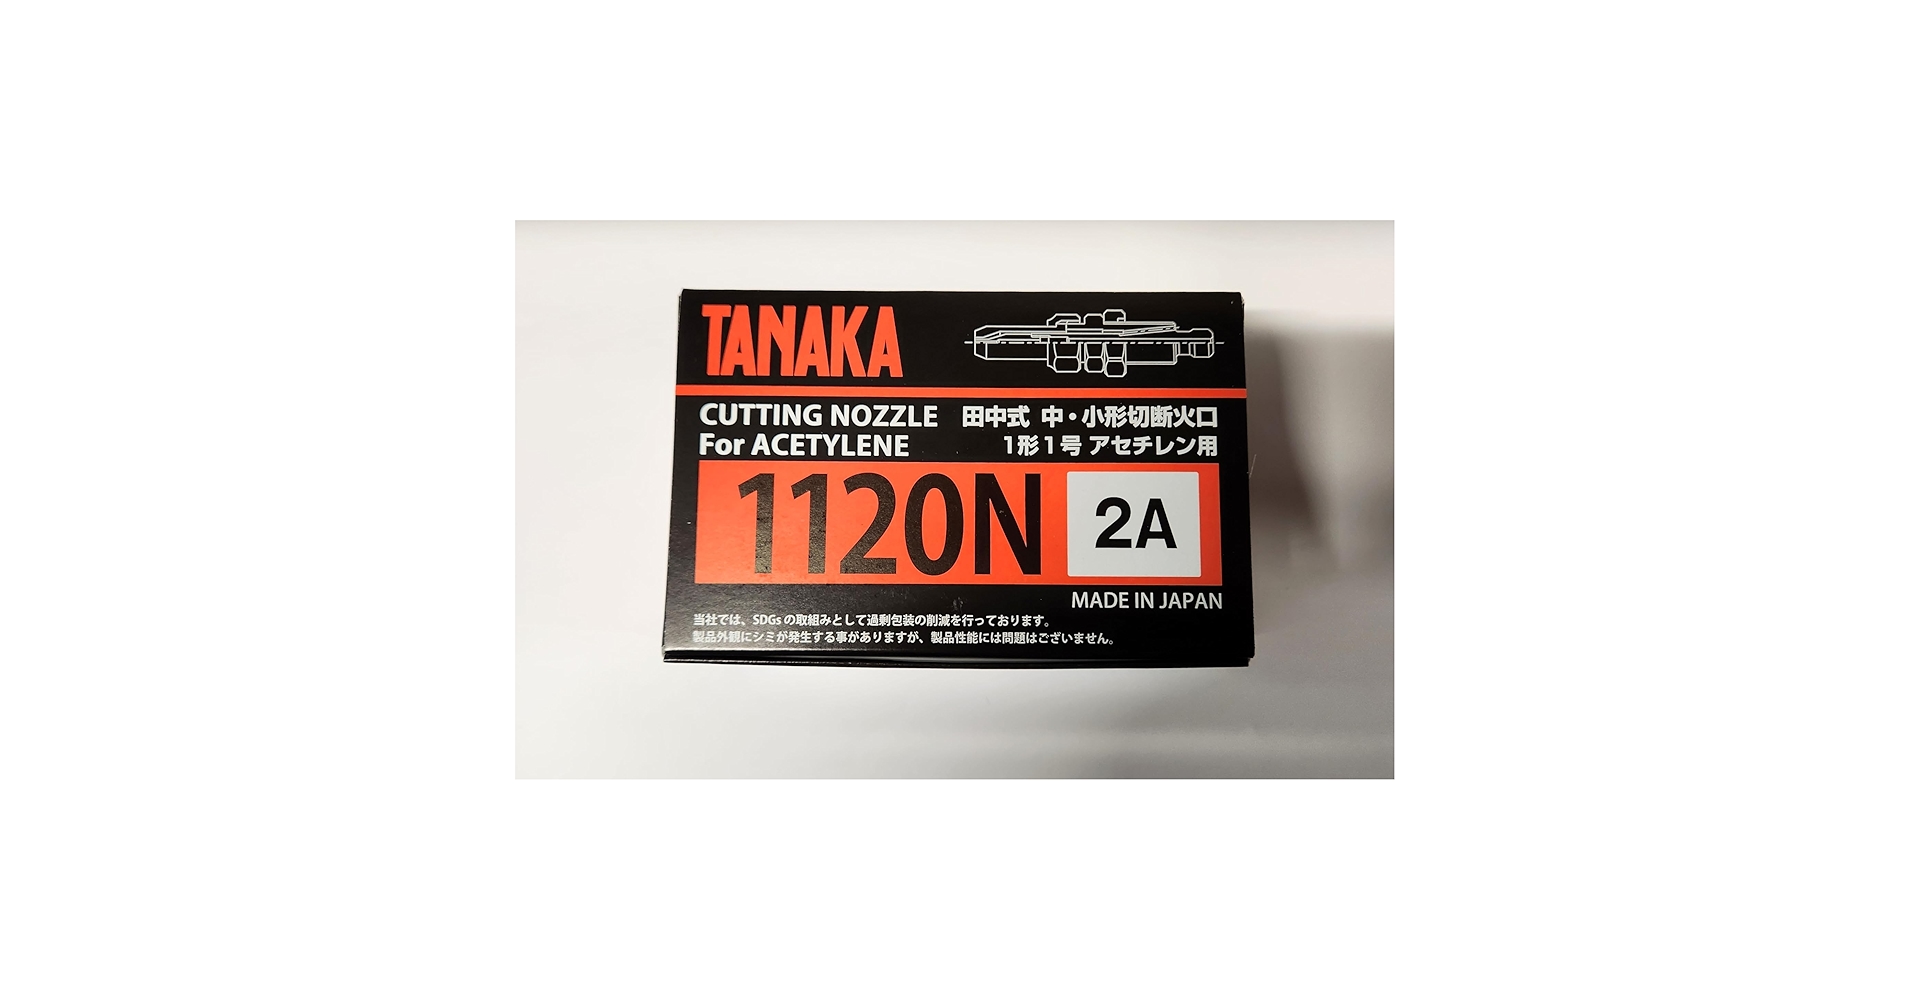 TANAKA
CUTTING NOZZLE 田中式 中・小形切断火口
For ACETYLENE 1形1号 アセチレン用
1120N 2A
MADE IN JAPAN
当社では、SDGsの取組みとして過剰包装の削減を行っております。
製品外観にシミが発生する事がありますが、製品性能には問題はございません。